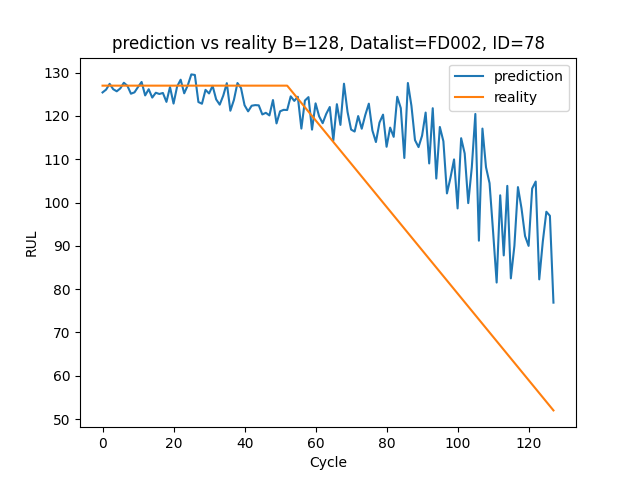 prediction vs reality B=128, Datalist=FD002, ID=78
prediction
reality
RUL
130
120
110
100
90
80
70
60
50
0 20 40 60 80 100 120
Cycle